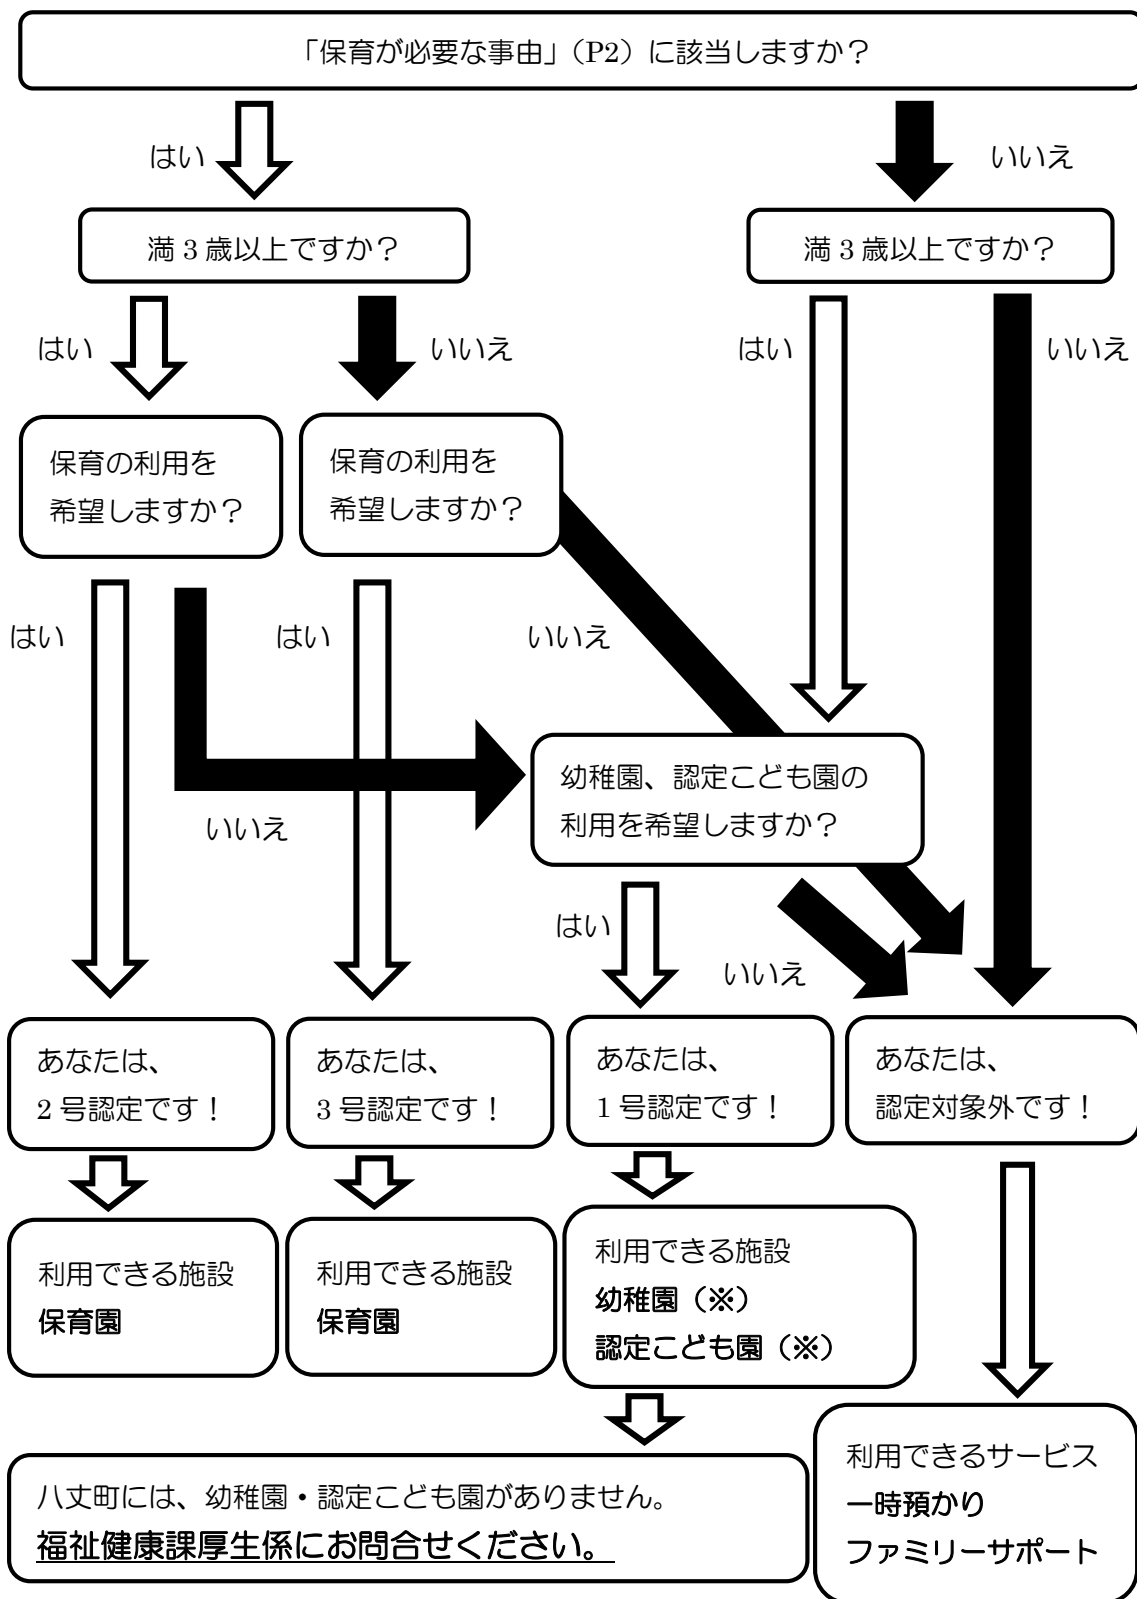 「保育が必要な事由」（P2）に該当しますか？
はい
いいえ
満 3 歳以上ですか？
満 3 歳以上ですか？
はい
いいえ
はい
いいえ
保育の利用を
希望しますか？
保育の利用を
希望しますか？
はい
はい
いいえ
いいえ
幼稚園、認定こども園の
利用を希望しますか？
はい
いいえ
あなたは、
2 号認定です！
あなたは、
3 号認定です！
あなたは、
1 号認定です！
あなたは、
認定対象外です！
利用できる施設
保育園
利用できる施設
保育園
利用できる施設
幼稚園（※）
認定こども園（※）
八丈町には、幼稚園・認定こども園がありません。
福祉健康課厚生係にお問合せください。
利用できるサービス
一時預かり
ファミリーサポート